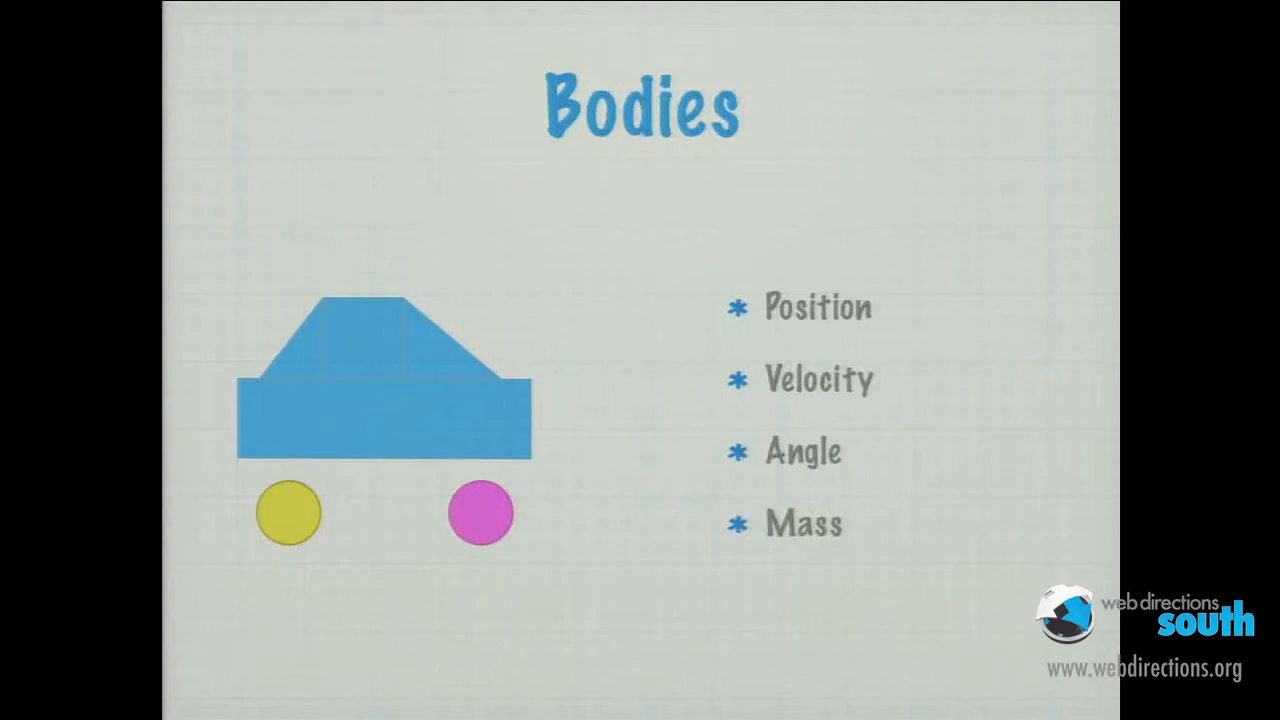 Bodies
* Position
* Velocity
* Angle
* Mass
web directions
south
www.webdirections.org